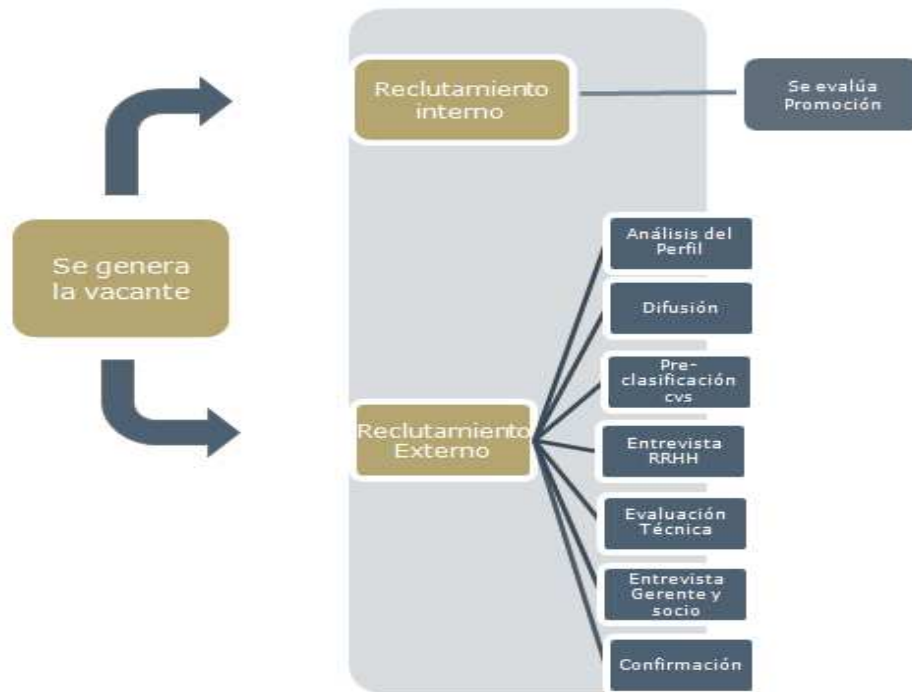 Reclutamiento
interno
Se evalúa
Promoción
Se genera
la vacante
Reclutamiento
Externo
Análisis del
Perfil
Difusión
Pre-
clasificación
cvs
Entrevista
RRHH
Evaluación
Técnica
Entrevista
Gerente y
socio
Confirmación